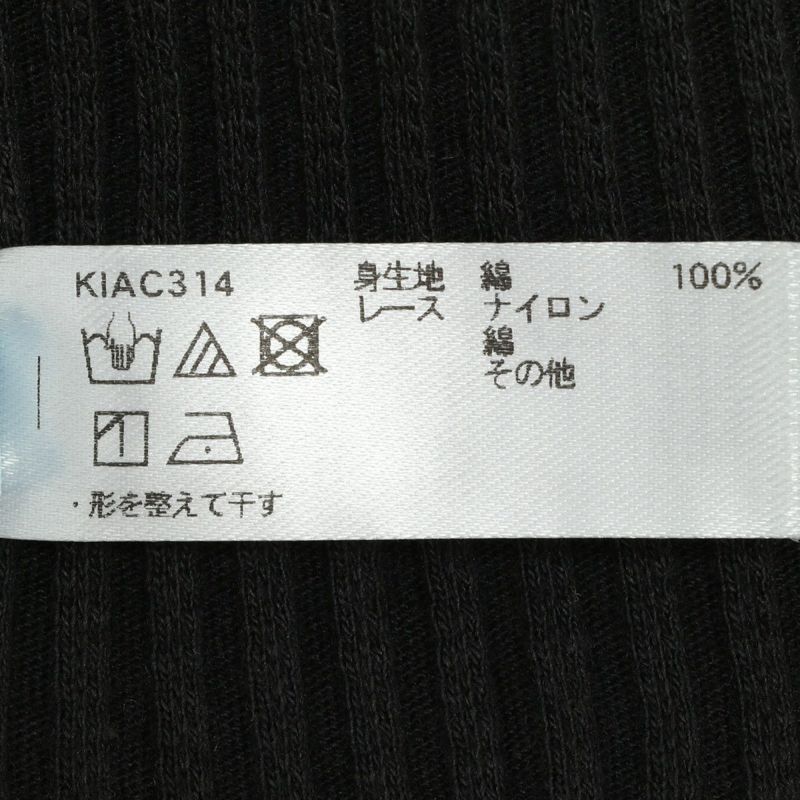 KIAC314
身生地 綿 100%
レース ナイロン
綿
その他
・形を整えて干す